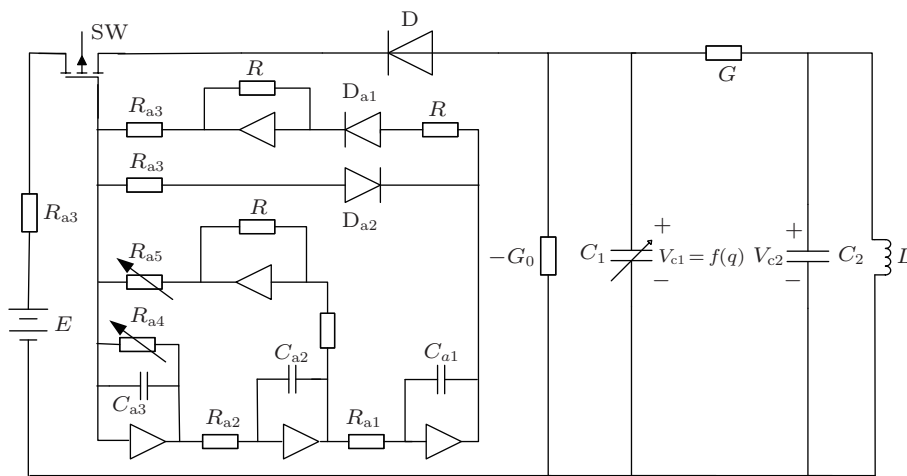 SW
D
R
D_a1
R
R_a3
G
R_a3
D_a2
R_a3
R
R_a5
−G_0
C_1
+
V_c1 = f(q)
−
+
V_c2
−
C_2
L
E
R_a4
C_a2
C_a1
C_a3
R_a2
R_a1